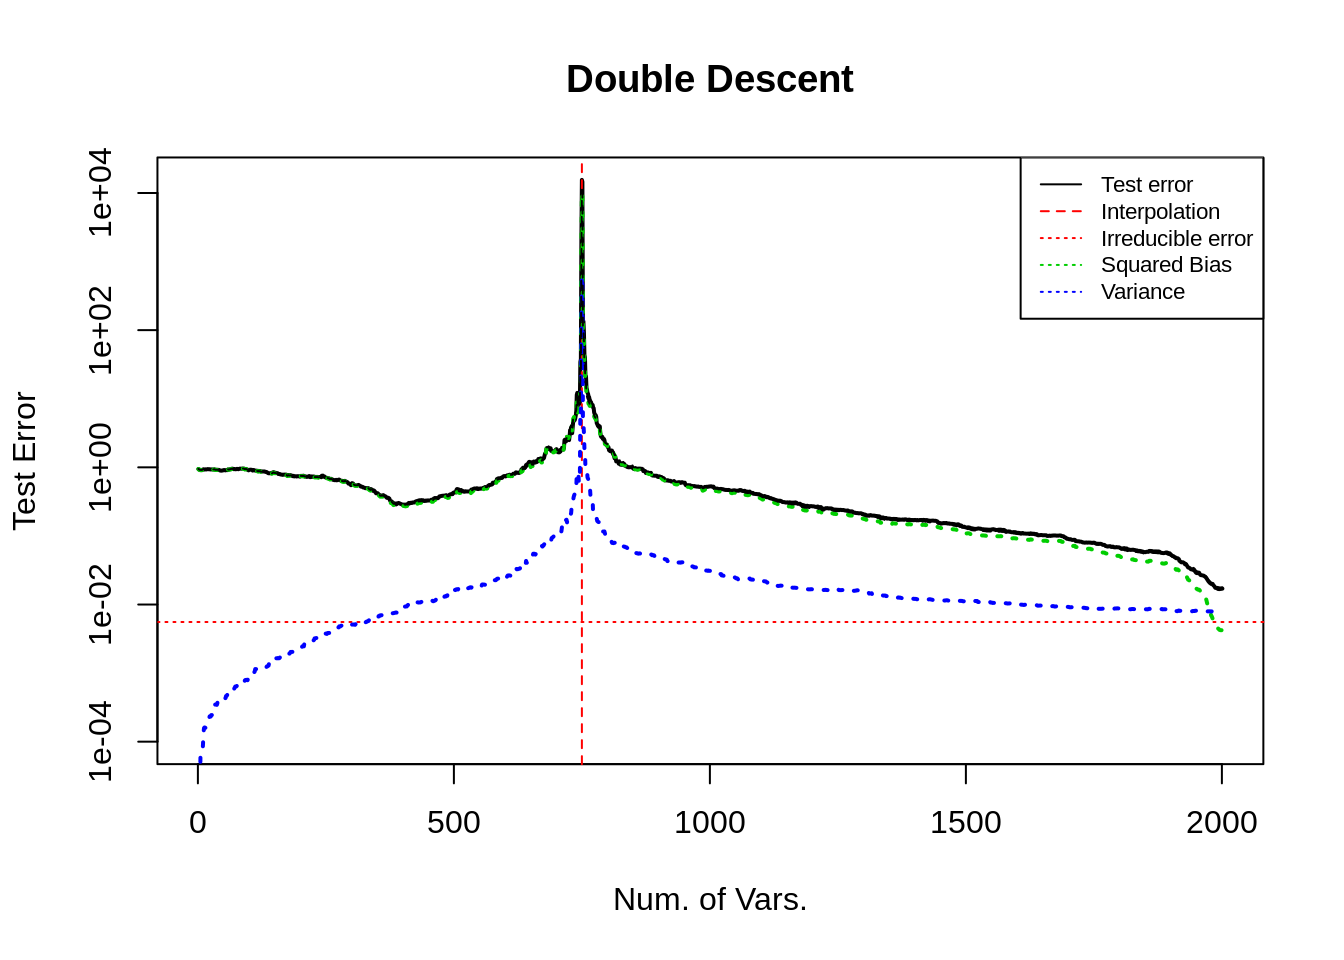 Double Descent
Test error
Interpolation
Irreducible error
Squared Bias
Variance
Test Error
1e+04
1e+02
1e+00
1e-02
1e-04
0
500
1000
1500
2000
Num. of Vars.